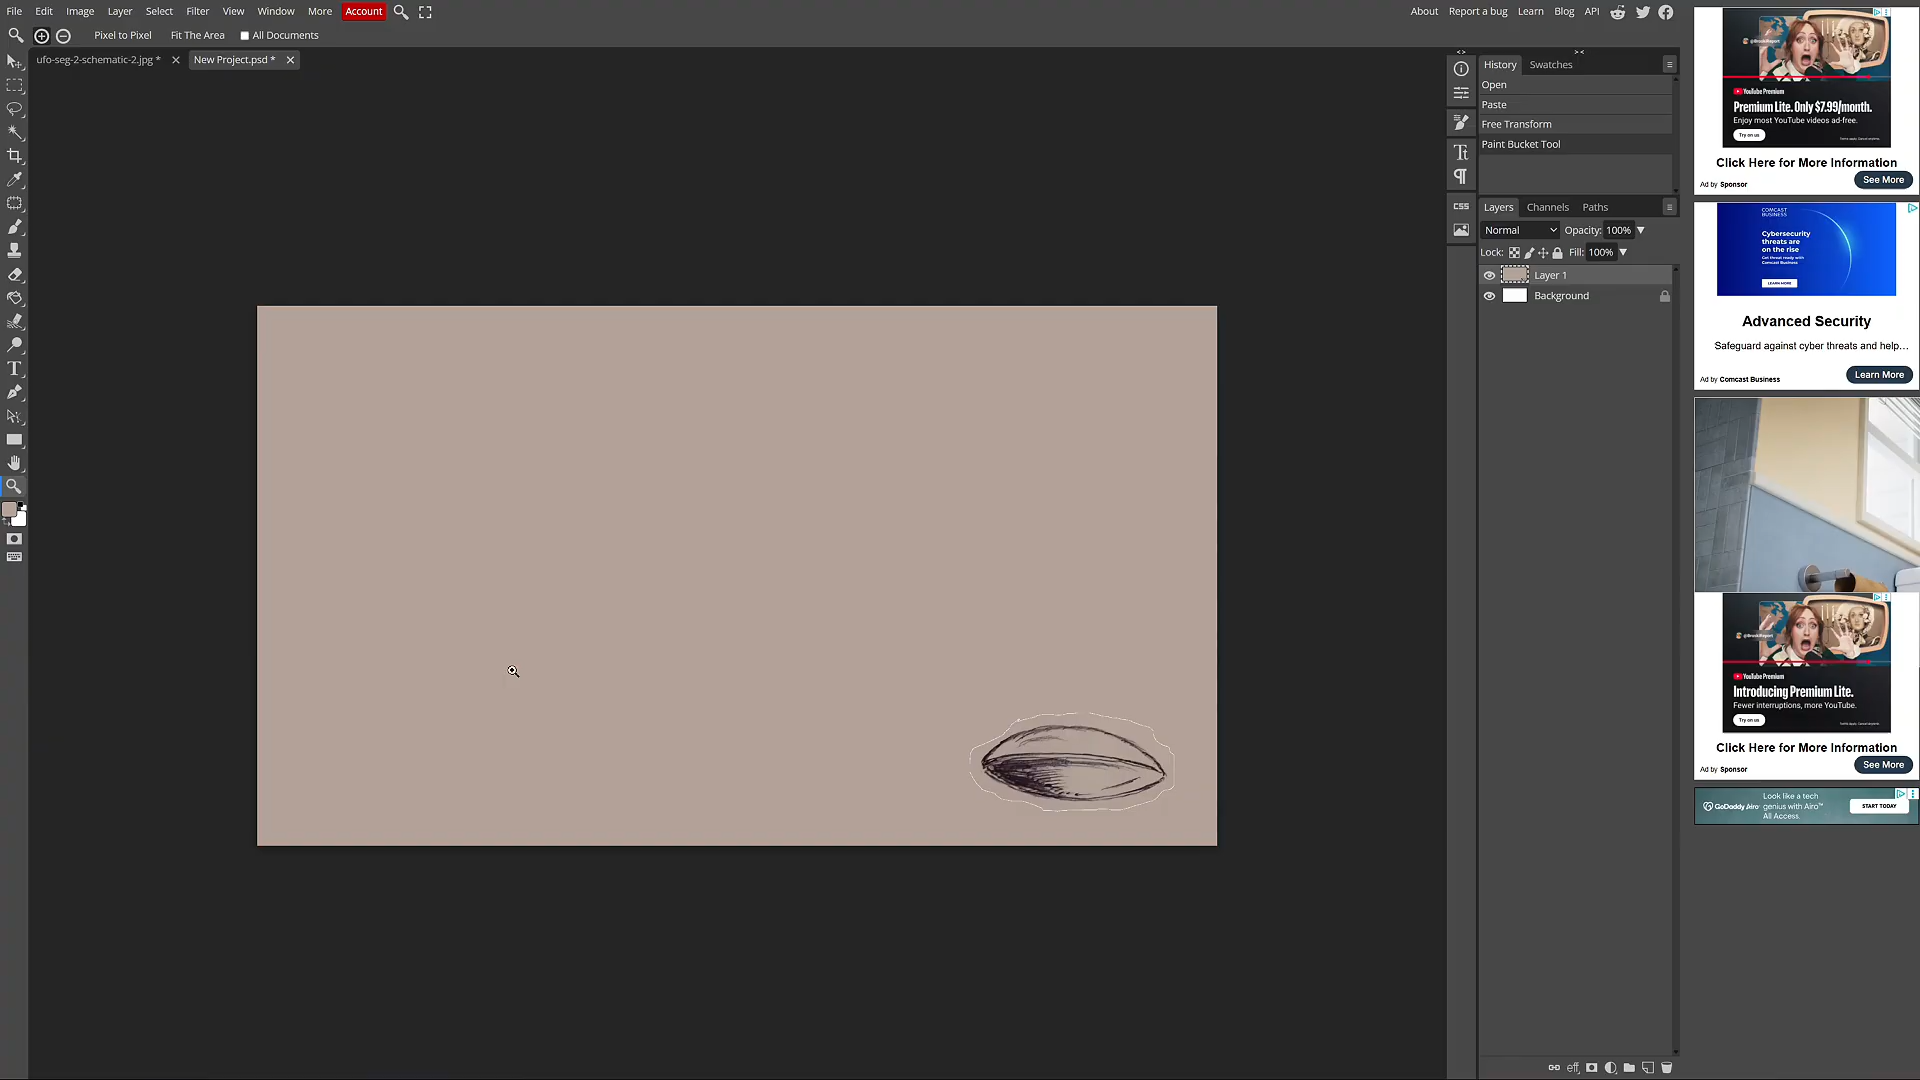 File Edit Image Layer Select Filter View Window More Account
About Report a bug Learn Blog API
Pixel to Pixel Fit The Area All Documents
ufo-seg-2-schematic-2.jpg * New Project.psd *
History Swatches
Open
Paste
Free Transform
Paint Bucket Tool
CSS
Layers Channels Paths
Normal Opacity: 100%
Lock: Fill: 100%
Layer 1
Background
eff
@BrookiReport
YouTube Premium
Premium Lite. Only $7.99/month.
Enjoy most YouTube videos ad-free.
Try on us
Click Here for More Information
Ad by Sponsor See More
COMCAST
BUSINESS
Cybersecurity
threats are
on the rise
LEARN MORE
Advanced Security
Safeguard against cyber threats and help…
Ad by Comcast Business Learn More
YouTube Premium
Introducing Premium Lite.
Fewer interruptions, more YouTube.
Try on us
Click Here for More Information
Ad by Sponsor See More
GoDaddy Airo™
Look like a tech
genius with Airo™
All Access.
START TODAY